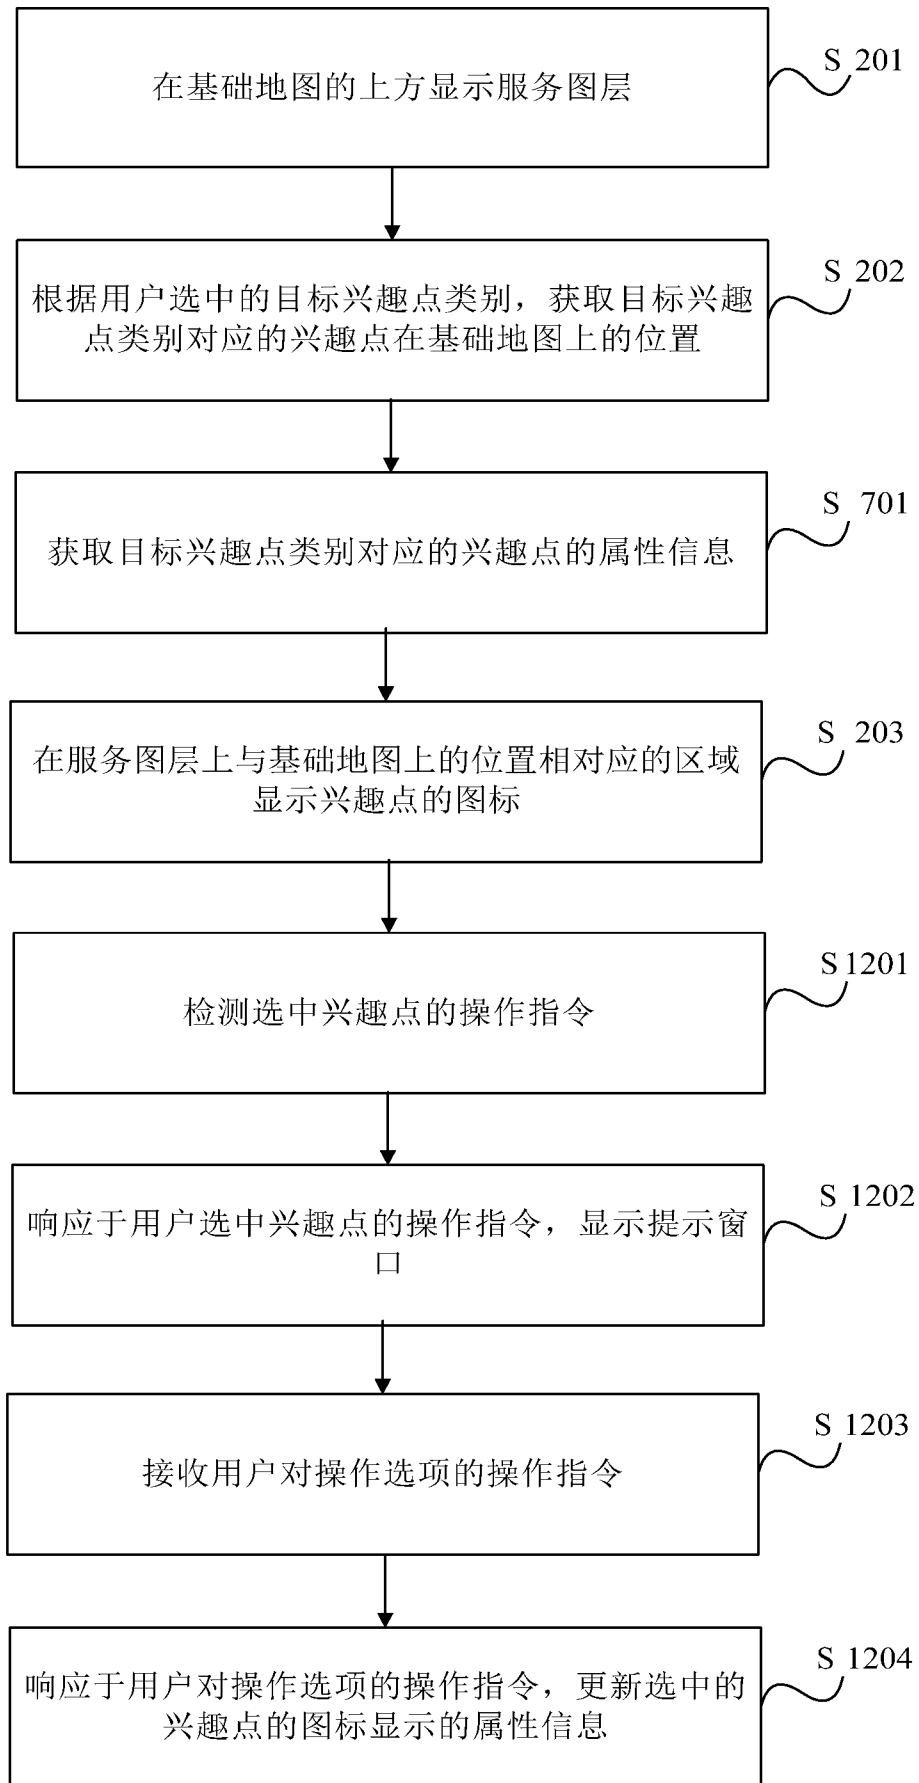 在基础地图的上方显示服务图层
S 201
根据用户选中的目标兴趣点类别，获取目标兴趣
点类别对应的兴趣点在基础地图上的位置
S 202
获取目标兴趣点类别对应的兴趣点的属性信息
S 701
在服务图层上与基础地图上的位置相对应的区域
显示兴趣点的图标
S 203
检测选中兴趣点的操作指令
S1201
响应于用户选中兴趣点的操作指令，显示提示窗
口
S 1202
接收用户对操作选项的操作指令
S 1203
响应于用户对操作选项的操作指令，更新选中的
兴趣点的图标显示的属性信息
S 1204